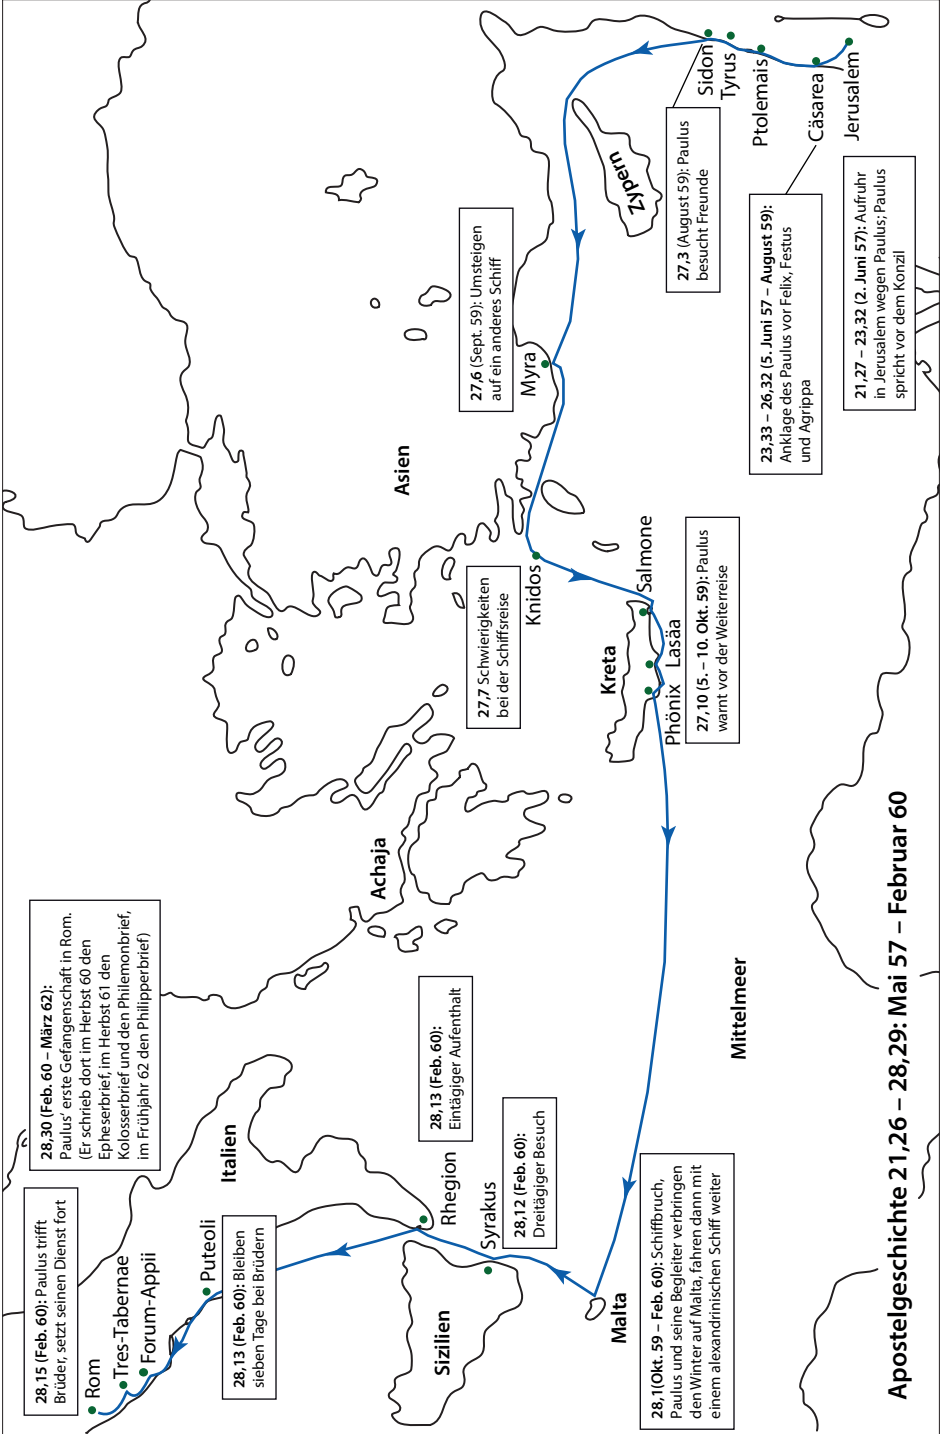 28,15 (Feb. 60): Paulus trifft
Brüder, setzt seinen Dienst fort
28,30 (Feb. 60 – März 62):
Paulus’ erste Gefangenschaft in Rom.
(Er schrieb dort im Herbst 60 den
Epheserbrief, im Herbst 61 den
Kolosserbrief und den Philemonbrief,
im Frühjahr 62 den Philipperbrief)
Rom
Tres-Tabernae
Forum-Appii
Puteoli
Italien
28,13 (Feb. 60): Bleiben
sieben Tage bei Brüdern
28,13 (Feb. 60):
Eintägiger Aufenthalt
Rhegion
Syrakus
28,12 (Feb. 60):
Dreitägiger Besuch
Sizilien
Malta
28,1(Okt. 59 – Feb. 60): Schiffbruch,
Paulus und seine Begleiter verbringen
den Winter auf Malta, fahren dann mit
einem alexandrinischen Schiff weiter
Achaja
Mittelmeer
Asien
27,7 Schwierigkeiten
bei der Schiffsreise
Knidos
Kreta
Salmone
Phönix
Lasäa
27,10 (5. – 10. Okt. 59): Paulus
warnt vor der Weiterreise
27,6 (Sept. 59): Umsteigen
auf ein anderes Schiff
Myra
Zypern
27,3 (August 59): Paulus
besucht Freunde
Sidon
Tyrus
Ptolemais
Cäsarea
Jerusalem
23,33 – 26,32 (5. Juni 57 – August 59):
Anklage des Paulus vor Felix, Festus
und Agrippa
21,27 – 23,32 (2. Juni 57): Aufruhr
in Jerusalem wegen Paulus; Paulus
spricht vor dem Konzil
Apostelgeschichte 21,26 – 28,29: Mai 57 – Februar 60